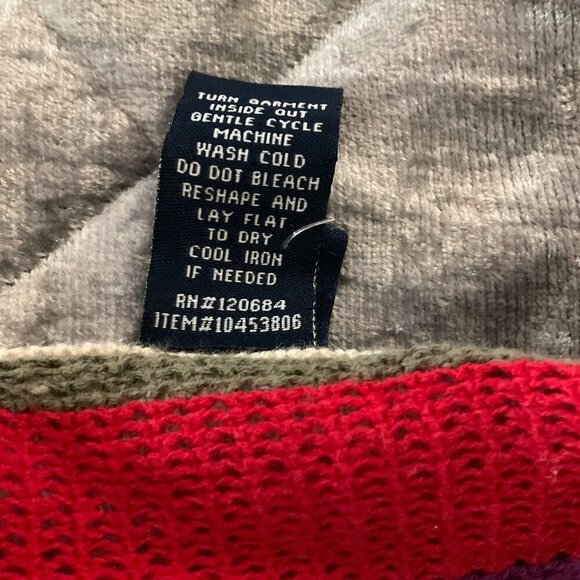 TURN GARMENT
INSIDE OUT
GENTLE CYCLE
MACHINE
WASH COLD
DO DOT BLEACH
RESHAPE AND
LAY FLAT
TO DRY
COOL IRON
IF NEEDED
RN#120684
ITEM#10453806